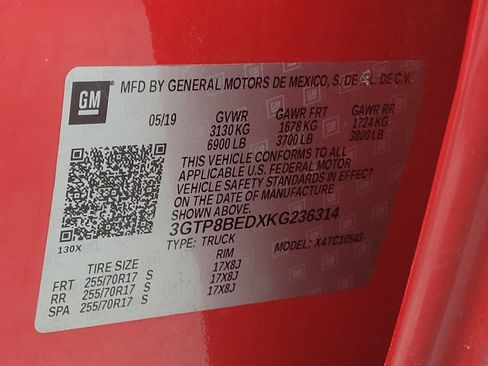 GM
MFD BY GENERAL MOTORS DE MEXICO, S. DE R.L. DE C.V.
05/19 GVWR GAWR FRT GAWR RR
3130 KG 1678 KG 1724 KG
6900 LB 3700 LB 3800 LB
THIS VEHICLE CONFORMS TO ALL
APPLICABLE U.S. FEDERAL MOTOR
VEHICLE SAFETY STANDARDS IN EFFECT
ON THE DATE OF MANUFACTURE
SHOWN ABOVE.
3GTP8BEDXKG236314
TYPE: TRUCK MODEL: X4TC10543
130X
TIRE SIZE RIM
FRT 255/70R17 S 17X8J
RR 255/70R17 S 17X8J
SPA 255/70R17 S 17X8J